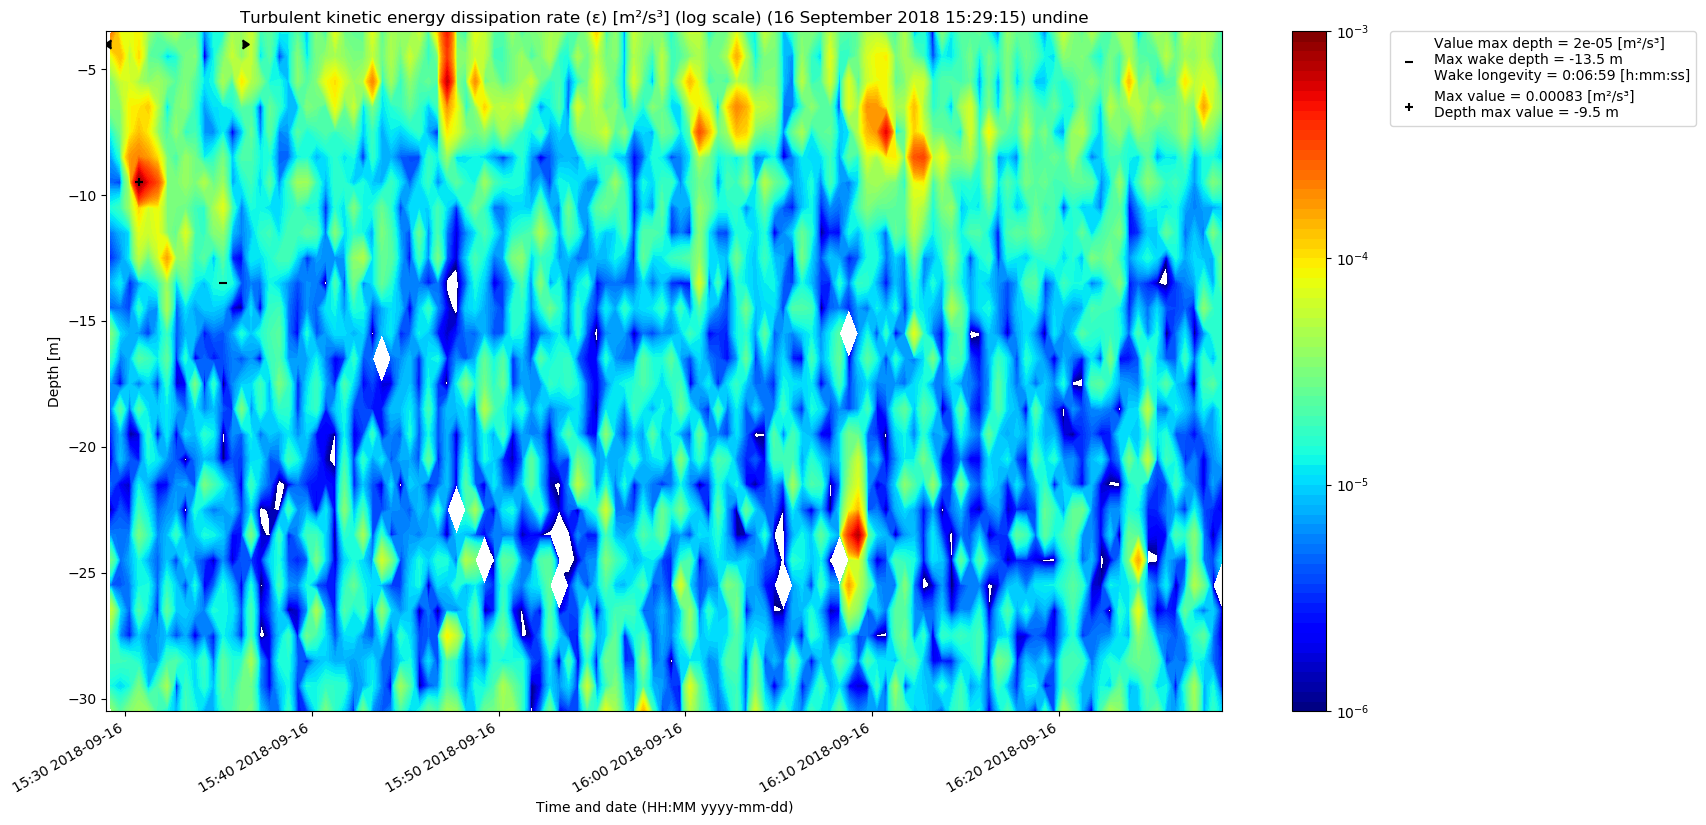 Turbulent kinetic energy dissipation rate (ε) [m²/s³] (log scale) (16 September 2018 15:29:15) undine
Depth [m]
−5
−10
−15
−20
−25
−30
15:30 2018-09-16
15:40 2018-09-16
15:50 2018-09-16
16:00 2018-09-16
16:10 2018-09-16
16:20 2018-09-16
Time and date (HH:MM yyyy-mm-dd)
10⁻³
10⁻⁴
10⁻⁵
10⁻⁶
Value max depth = 2e-05 [m²/s³]
Max wake depth = -13.5 m
Wake longevity = 0:06:59 [h:mm:ss]
Max value = 0.00083 [m²/s³]
Depth max value = -9.5 m